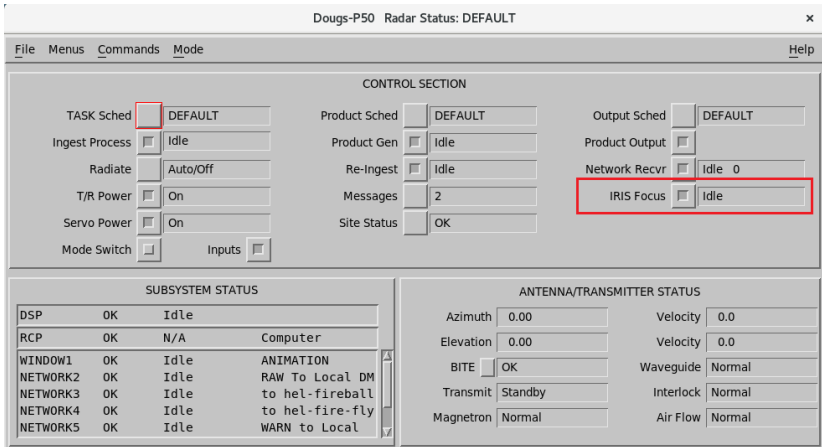 Dougs-P50 Radar Status: DEFAULT ×
File Menus Commands Mode Help
CONTROL SECTION
TASK Sched DEFAULT Product Sched DEFAULT Output Sched DEFAULT
Ingest Process Idle Product Gen Idle Product Output
Radiate Auto/Off Re-Ingest Idle Network Recvr Idle 0
T/R Power On Messages 2 IRIS Focus Idle
Servo Power On Site Status OK
Mode Switch Inputs
SUBSYSTEM STATUS
DSP OK Idle
RCP OK N/A Computer
WINDOW1 OK Idle ANIMATION
NETWORK2 OK Idle RAW To Local DM
NETWORK3 OK Idle to hel-fireball
NETWORK4 OK Idle to hel-fire-fly
NETWORK5 OK Idle WARN to Local
ANTENNA/TRANSMITTER STATUS
Azimuth 0.00 Velocity 0.0
Elevation 0.00 Velocity 0.0
BITE OK Waveguide Normal
Transmit Standby Interlock Normal
Magnetron Normal Air Flow Normal